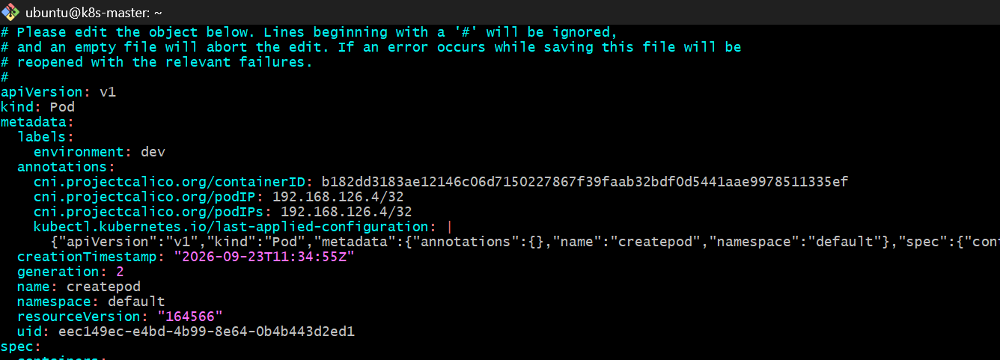 ubuntu@k8s-master: ~
# Please edit the object below. Lines beginning with a '#' will be ignored,
# and an empty file will abort the edit. If an error occurs while saving this file will be
# reopened with the relevant failures.
#
apiVersion: v1
kind: Pod
metadata:
  labels:
    environment: dev
  annotations:
    cni.projectcalico.org/containerID: b182dd3183ae12146c06d7150227867f39faab32bdf0d5441aae9978511335ef
    cni.projectcalico.org/podIP: 192.168.126.4/32
    cni.projectcalico.org/podIPs: 192.168.126.4/32
    kubectl.kubernetes.io/last-applied-configuration: |
      {"apiVersion":"v1","kind":"Pod","metadata":{"annotations":{},"name":"createpod","namespace":"default"},"spec":{"con
  creationTimestamp: "2026-09-23T11:34:55Z"
  generation: 2
  name: createpod
  namespace: default
  resourceVersion: "164566"
  uid: eec149ec-e4bd-4b99-8e64-0b4b443d2ed1
spec:
  containers: